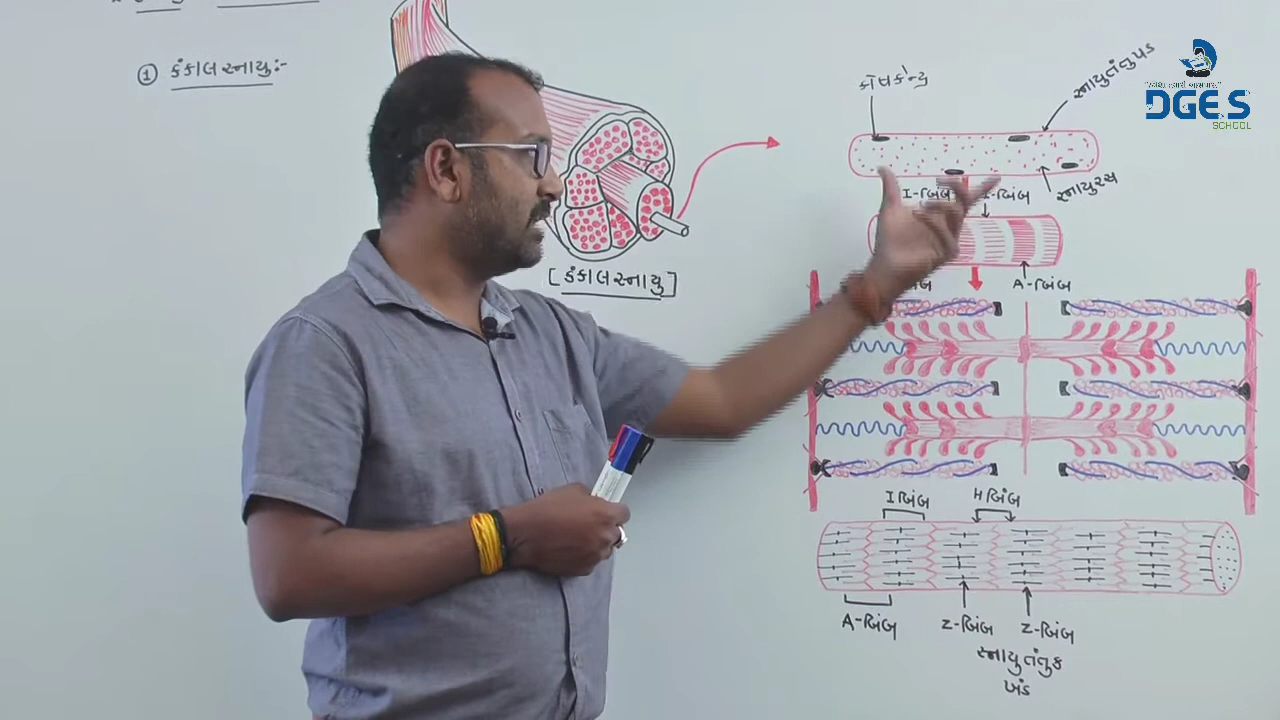 ① કંકાલસ્નાયુ:-
[કંકાલસ્નાયુ]
કોષકેન્દ્ર
સ્નાયુતંતુપડ
સ્નાયુરસ
I-બિંબ
I-બિંબ
A-બિંબ
I બિંબ
H બિંબ
A-બિંબ
Z-બિંબ
Z-બિંબ
સ્નાયુતંતુક
ખંડ
DGES
SCHOOL